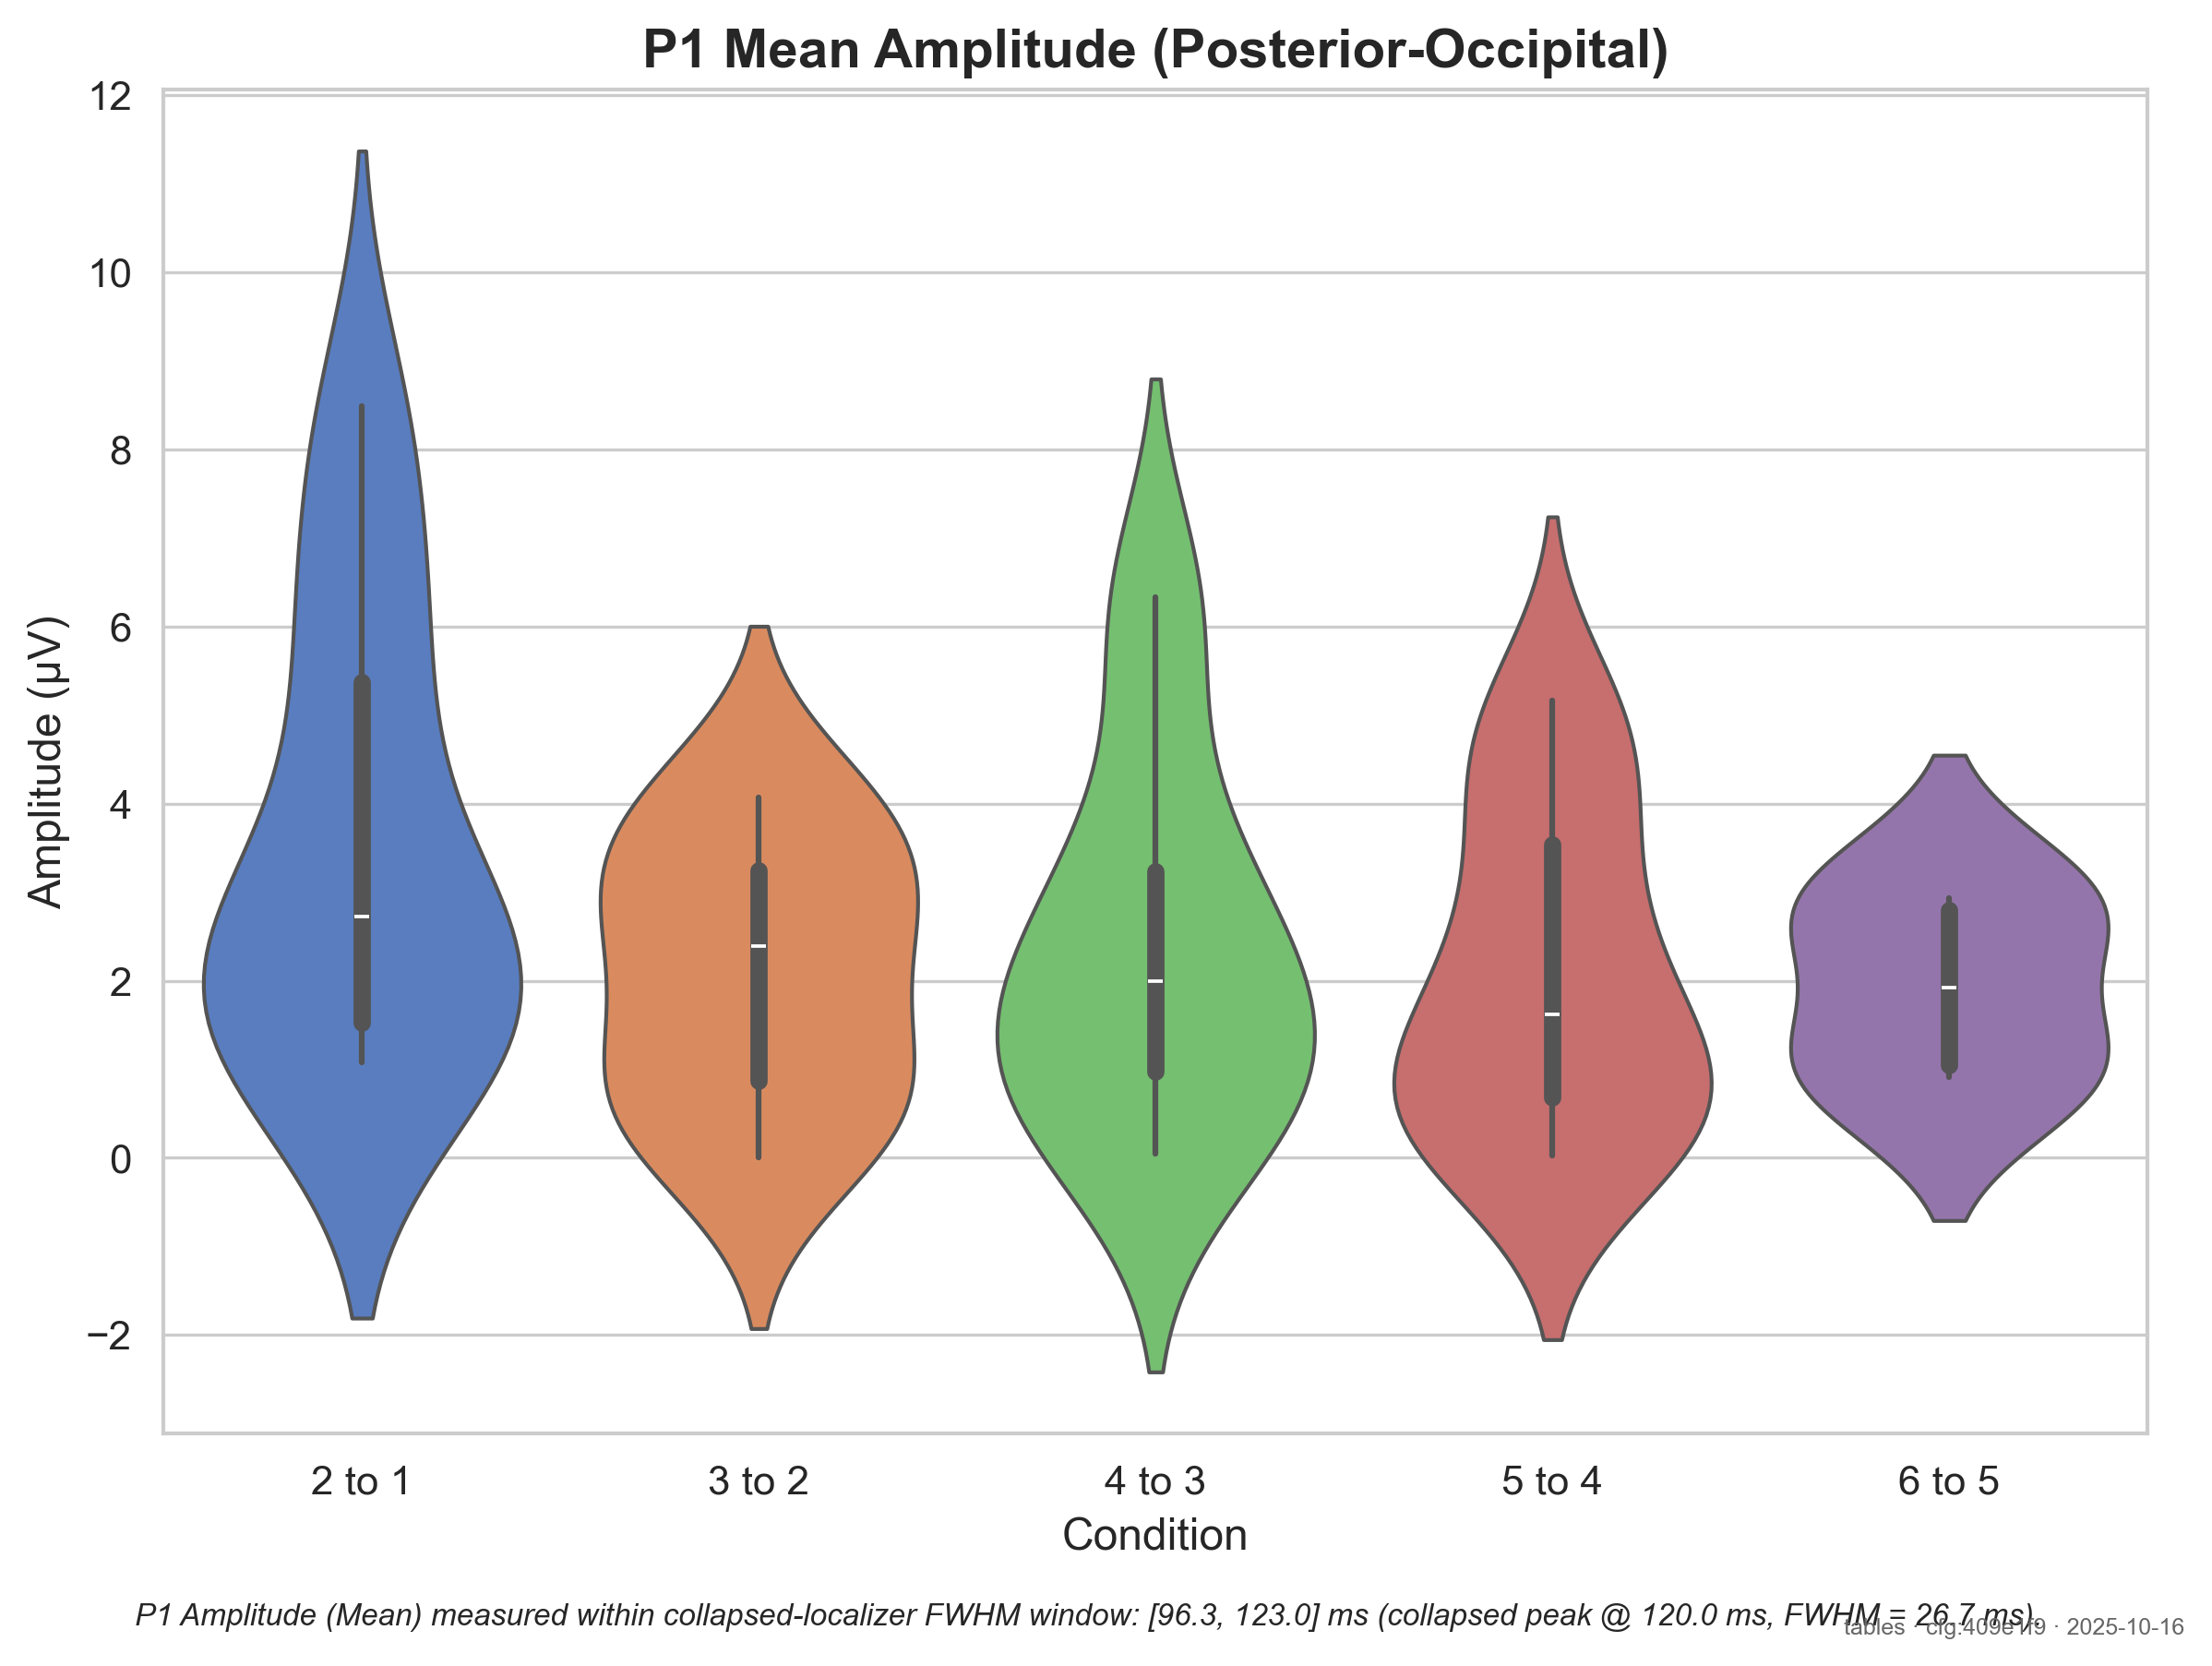 P1 Mean Amplitude (Posterior-Occipital)
12
10
8
6
4
2
0
−2
Amplitude (µV)
2 to 1
3 to 2
4 to 3
5 to 4
6 to 5
Condition
P1 Amplitude (Mean) measured within collapsed-localizer FWHM window: [96.3, 123.0] ms (collapsed peak @ 120.0 ms, FWHM = 26.7 ms).
tables · cfg:409e1f9 · 2025-10-16